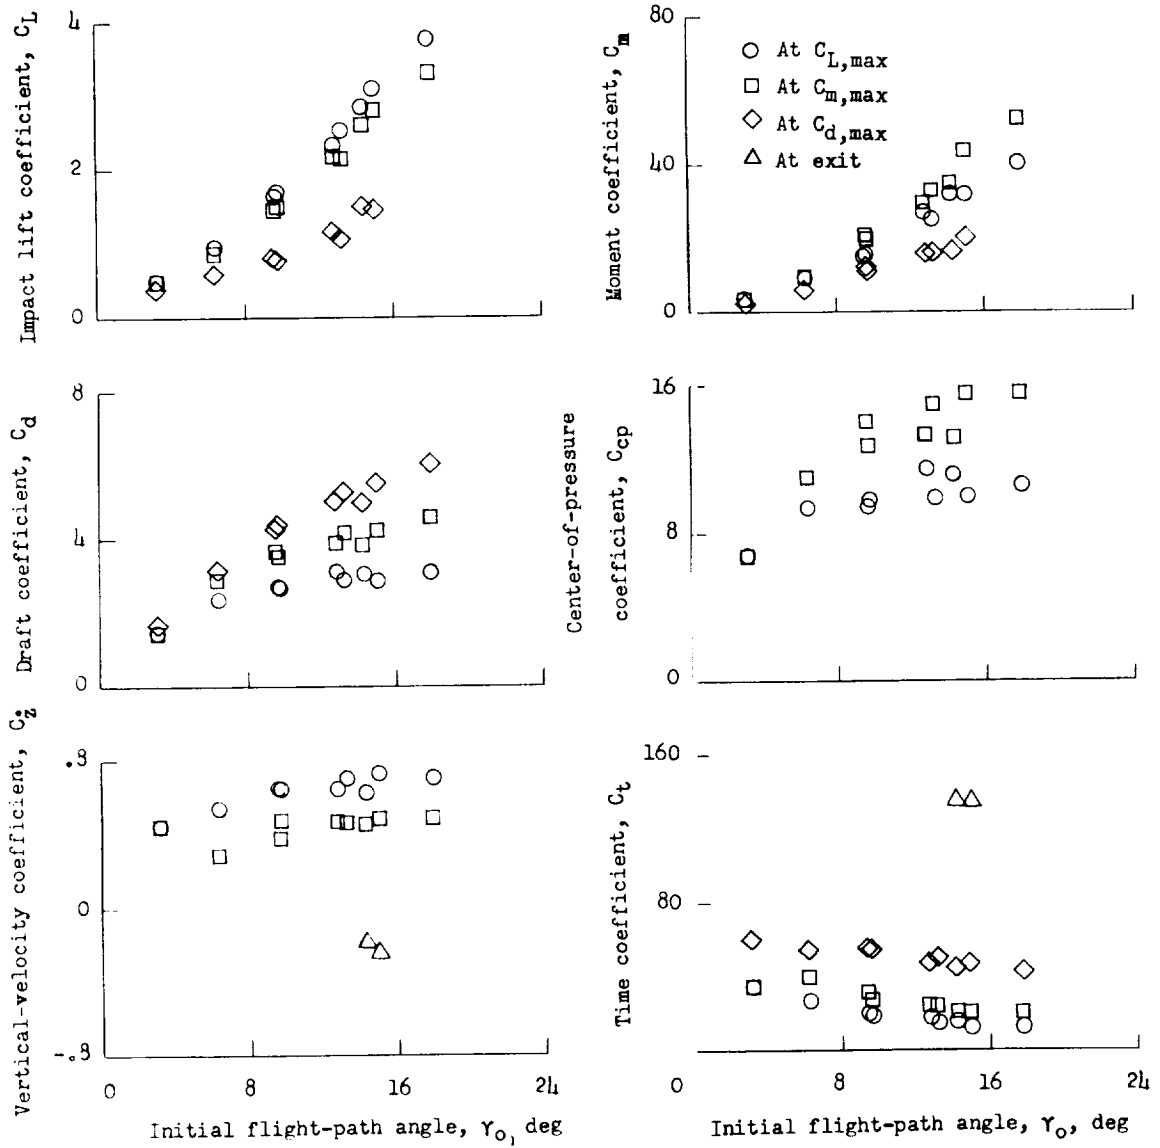 Impact lift coefficient, C_L
4
2
0
Moment coefficient, C_m
80
40
0
At C_L,max
At C_m,max
At C_d,max
At exit
Draft coefficient, C_d
8
4
0
Center-of-pressure
coefficient, C_cp
16
8
0
Vertical-velocity coefficient, C_ż
.8
0
-.8
0
8
16
24
Initial flight-path angle, γ_o, deg
Time coefficient, C_t
160
80
0
8
16
24
Initial flight-path angle, γ_o, deg